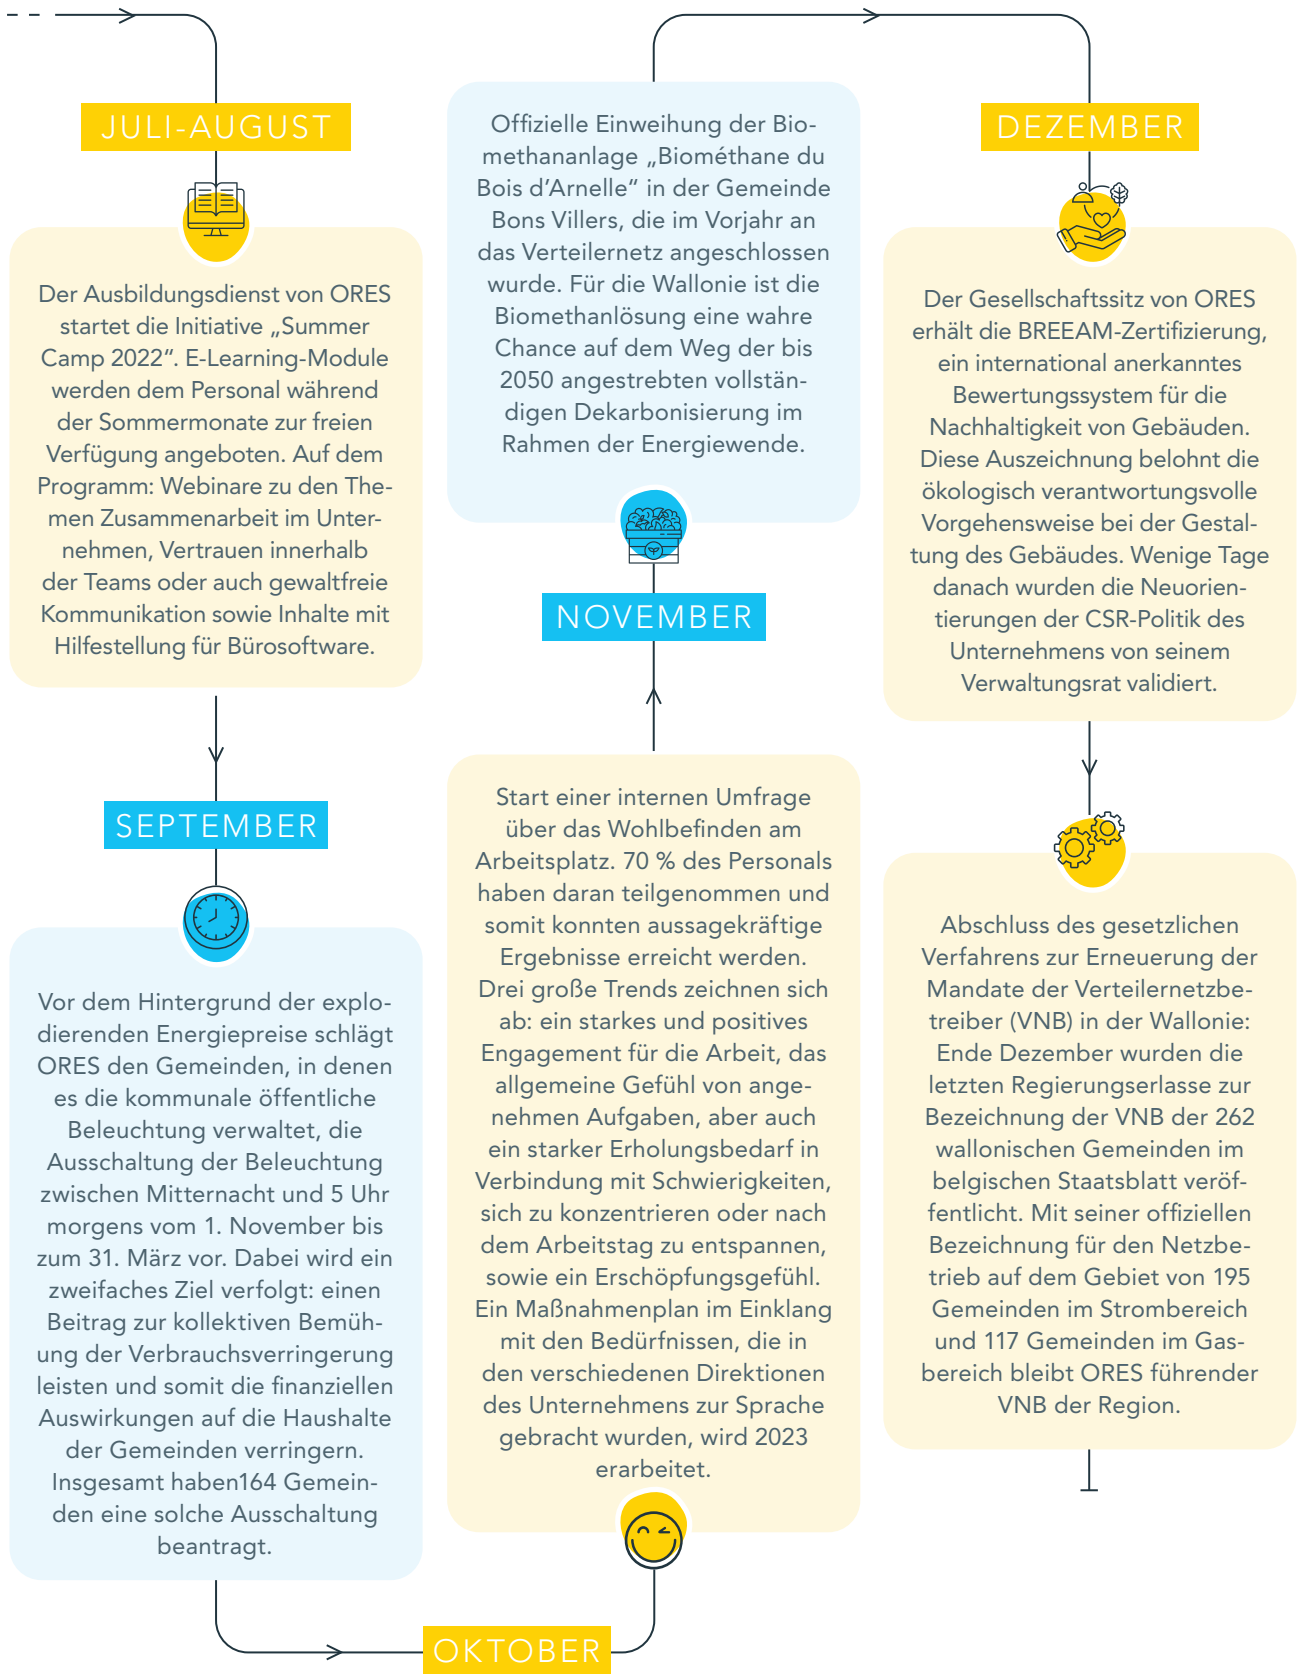 JULI-AUGUST
Der Ausbildungsdienst von ORES
startet die Initiative „Summer
Camp 2022“. E-Learning-Module
werden dem Personal während
der Sommermonate zur freien
Verfügung angeboten. Auf dem
Programm: Webinare zu den The-
men Zusammenarbeit im Unter-
nehmen, Vertrauen innerhalb
der Teams oder auch gewaltfreie
Kommunikation sowie Inhalte mit
Hilfestellung für Bürosoftware.
SEPTEMBER
Vor dem Hintergrund der explo-
dierenden Energiepreise schlägt
ORES den Gemeinden, in denen
es die kommunale öffentliche
Beleuchtung verwaltet, die
Ausschaltung der Beleuchtung
zwischen Mitternacht und 5 Uhr
morgens vom 1. November bis
zum 31. März vor. Dabei wird ein
zweifaches Ziel verfolgt: einen
Beitrag zur kollektiven Bemüh-
ung der Verbrauchsverringerung
leisten und somit die finanziellen
Auswirkungen auf die Haushalte
der Gemeinden verringern.
Insgesamt haben164 Gemein-
den eine solche Ausschaltung
beantragt.
OKTOBER
Start einer internen Umfrage
über das Wohlbefinden am
Arbeitsplatz. 70 % des Personals
haben daran teilgenommen und
somit konnten aussagekräftige
Ergebnisse erreicht werden.
Drei große Trends zeichnen sich
ab: ein starkes und positives
Engagement für die Arbeit, das
allgemeine Gefühl von ange-
nehmen Aufgaben, aber auch
ein starker Erholungsbedarf in
Verbindung mit Schwierigkeiten,
sich zu konzentrieren oder nach
dem Arbeitstag zu entspannen,
sowie ein Erschöpfungsgefühl.
Ein Maßnahmenplan im Einklang
mit den Bedürfnissen, die in
den verschiedenen Direktionen
des Unternehmens zur Sprache
gebracht wurden, wird 2023
erarbeitet.
NOVEMBER
Offizielle Einweihung der Bio-
methananlage „Biométhane du
Bois d’Arnelle“ in der Gemeinde
Bons Villers, die im Vorjahr an
das Verteilernetz angeschlossen
wurde. Für die Wallonie ist die
Biomethanlösung eine wahre
Chance auf dem Weg der bis
2050 angestrebten vollstän-
digen Dekarbonisierung im
Rahmen der Energiewende.
DEZEMBER
Der Gesellschaftssitz von ORES
erhält die BREEAM-Zertifizierung,
ein international anerkanntes
Bewertungssystem für die
Nachhaltigkeit von Gebäuden.
Diese Auszeichnung belohnt die
ökologisch verantwortungsvolle
Vorgehensweise bei der Gestal-
tung des Gebäudes. Wenige Tage
danach wurden die Neuorien-
tierungen der CSR-Politik des
Unternehmens von seinem
Verwaltungsrat validiert.
Abschluss des gesetzlichen
Verfahrens zur Erneuerung der
Mandate der Verteilernetzbe-
treiber (VNB) in der Wallonie:
Ende Dezember wurden die
letzten Regierungserlasse zur
Bezeichnung der VNB der 262
wallonischen Gemeinden im
belgischen Staatsblatt veröf-
fentlicht. Mit seiner offiziellen
Bezeichnung für den Netzbe-
trieb auf dem Gebiet von 195
Gemeinden im Strombereich
und 117 Gemeinden im Gas-
bereich bleibt ORES führender
VNB der Region.